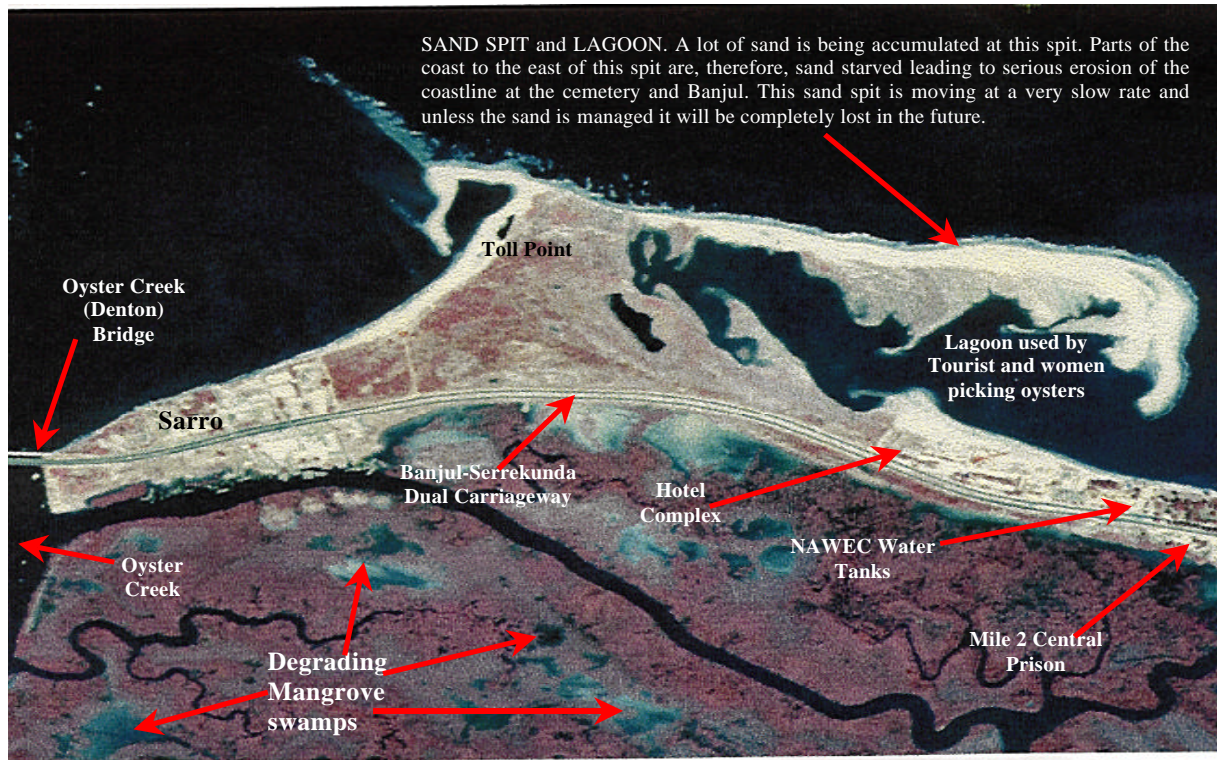 SAND SPIT and LAGOON. A lot of sand is being accumulated at this spit. Parts of the
coast to the east of this spit are, therefore, sand starved leading to serious erosion of the
coastline at the cemetery and Banjul. This sand spit is moving at a very slow rate and
unless the sand is managed it will be completely lost in the future.
Toll Point
Oyster Creek
(Denton)
Bridge
Lagoon used by
Tourist and women
picking oysters
Sarro
Banjul-Serrekunda
Dual Carriageway
Hotel
Complex
NAWEC Water
Tanks
Oyster
Creek
Mile 2 Central
Prison
Degrading
Mangrove
swamps